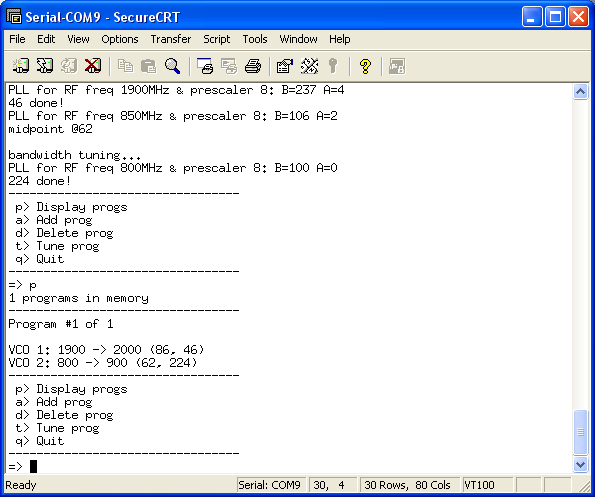 Serial-COM9 - SecureCRT
File Edit View Options Transfer Script Tools Window Help
PLL for RF freq 1900MHz & prescaler 8: B=237 A=4
46 done!
PLL for RF freq 850MHz & prescaler 8: B=106 A=2
midpoint @62
bandwidth tuning...
PLL for RF freq 800MHz & prescaler 8: B=100 A=0
224 done!
--------------------------------
p> Display progs
a> Add prog
d> Delete prog
t> Tune prog
q> Quit
--------------------------------
=> p
1 programs in memory
--------------------------------
Program #1 of 1
VCO 1: 1900 -> 2000 (86, 46)
VCO 2: 800 -> 900 (62, 224)
--------------------------------
p> Display progs
a> Add prog
d> Delete prog
t> Tune prog
q> Quit
--------------------------------
=>
Ready Serial: COM9 30, 4 30 Rows, 80 Cols VT100